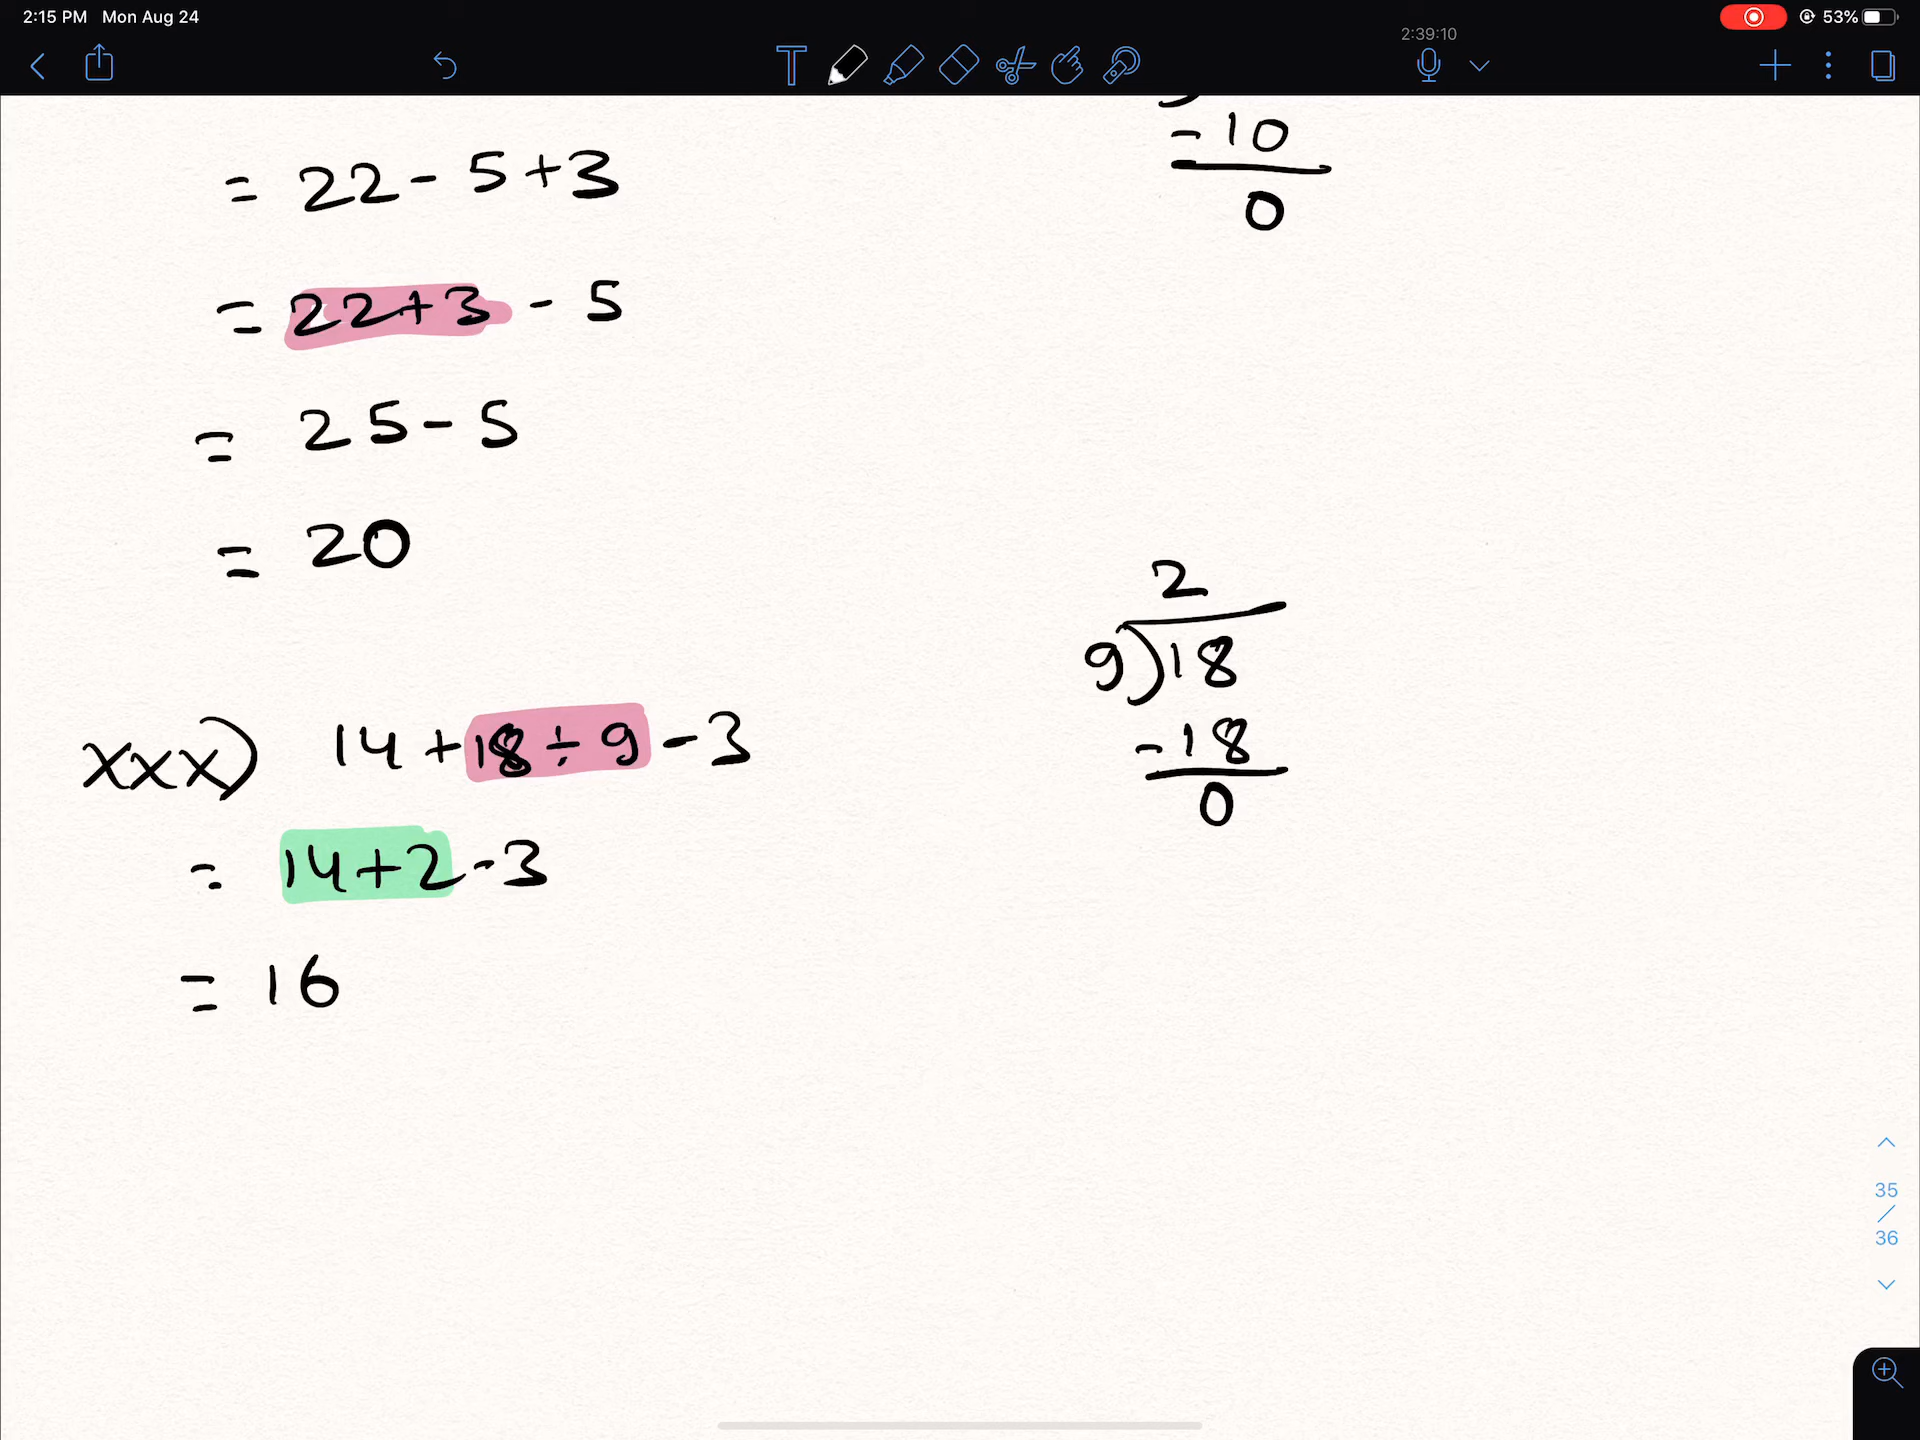 2:15 PM Mon Aug 24
53%
2:39:10
T
= 22 - 5 + 3
= 22 + 3 - 5
= 25 - 5
= 20
- 10
0
xxx) 14 + 18 ÷ 9 - 3
= 14 + 2 - 3
= 16
2
9)18
- 18
0
35
/
36